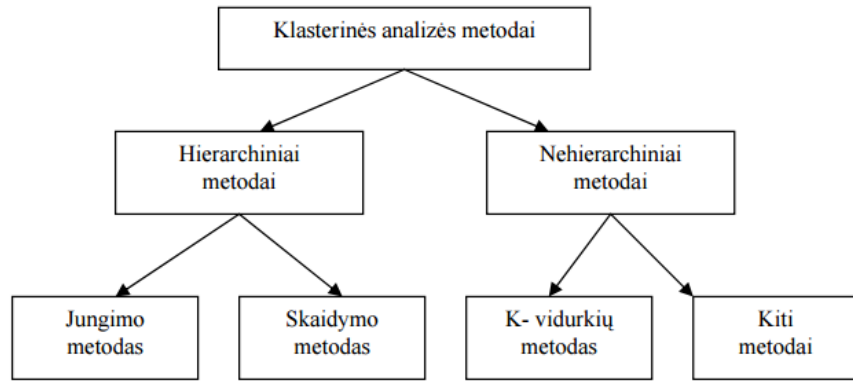 Klasterinės analizės metodai
Hierarchiniai
metodai
Nehierarchiniai
metodai
Jungimo
metodas
Skaidymo
metodas
K- vidurkių
metodas
Kiti
metodai